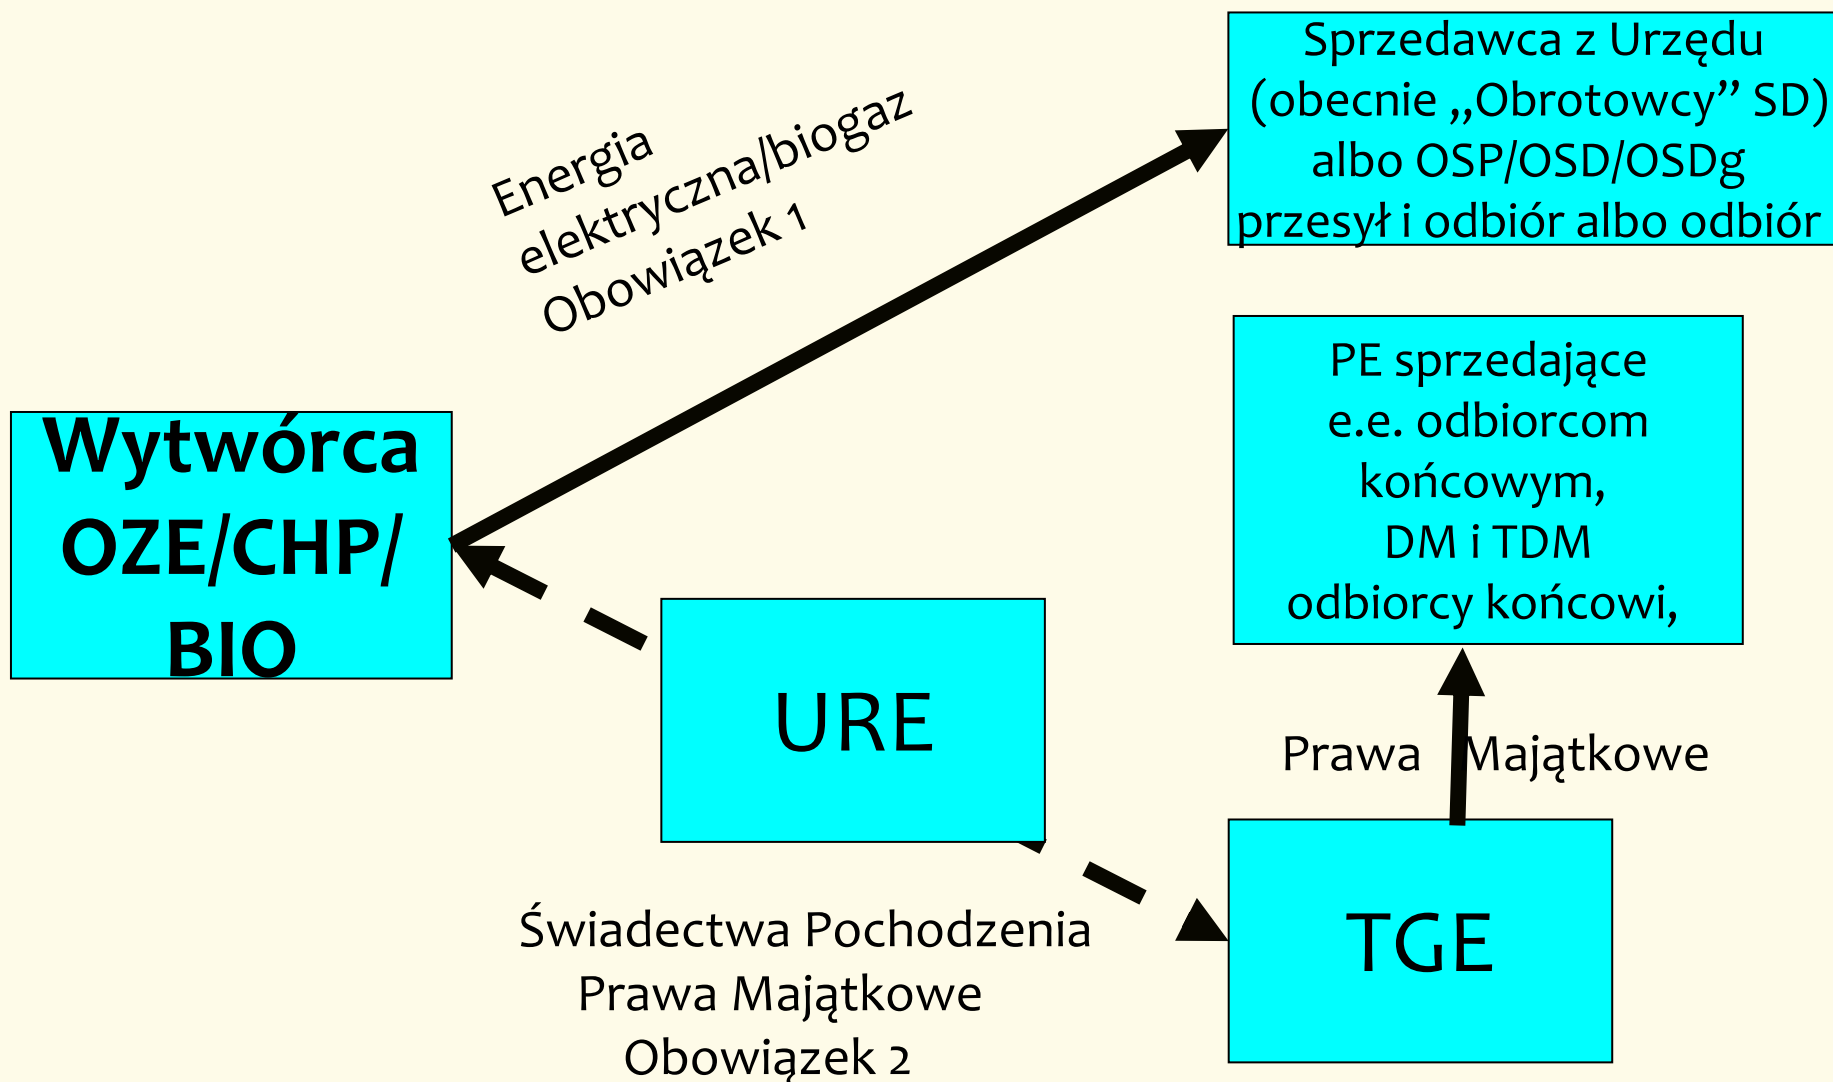 Sprzedawca z Urzędu
(obecnie „Obrotowcy” SD)
albo OSP/OSD/OSDg
przesył i odbiór albo odbiór
Energia
elektryczna/biogaz
Obowiązek 1
PE sprzedające
e.e. odbiorcom
końcowym,
DM i TDM
odbiorcy końcowi,
Wytwórca
OZE/CHP/
BIO
URE
Prawa Majątkowe
TGE
Świadectwa Pochodzenia
Prawa Majątkowe
Obowiązek 2